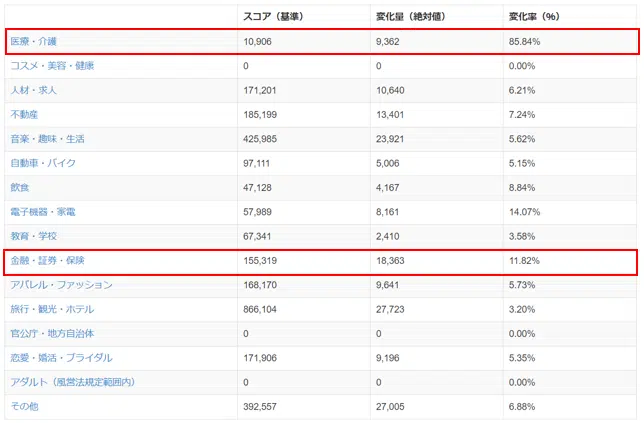 スコア（基準） 変化量（絶対値） 変化率（%）
医療・介護 10,906 9,362 85.84%
コスメ・美容・健康 0 0 0.00%
人材・求人 171,201 10,640 6.21%
不動産 185,199 13,401 7.24%
音楽・趣味・生活 425,985 23,921 5.62%
自動車・バイク 97,111 5,006 5.15%
飲食 47,128 4,167 8.84%
電子機器・家電 57,989 8,161 14.07%
教育・学校 67,341 2,410 3.58%
金融・証券・保険 155,319 18,363 11.82%
アパレル・ファッション 168,170 9,641 5.73%
旅行・観光・ホテル 866,104 27,723 3.20%
官公庁・地方自治体 0 0 0.00%
恋愛・婚活・ブライダル 171,906 9,196 5.35%
アダルト（風営法規定範囲内） 0 0 0.00%
その他 392,557 27,005 6.88%